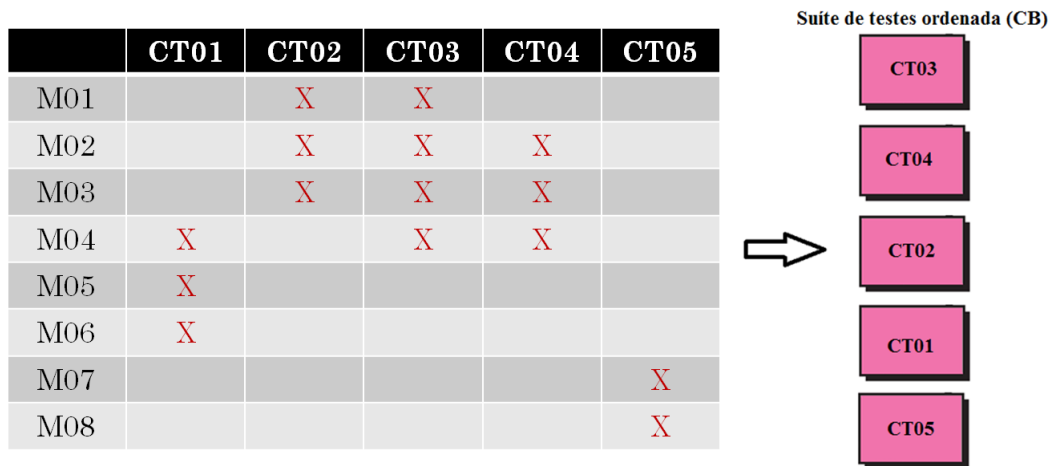 Suíte de testes ordenada (CB)
CT01 CT02 CT03 CT04 CT05
M01 X X
M02 X X X
M03 X X X
M04 X X X
M05 X
M06 X
M07 X
M08 X
CT03
CT04
CT02
CT01
CT05